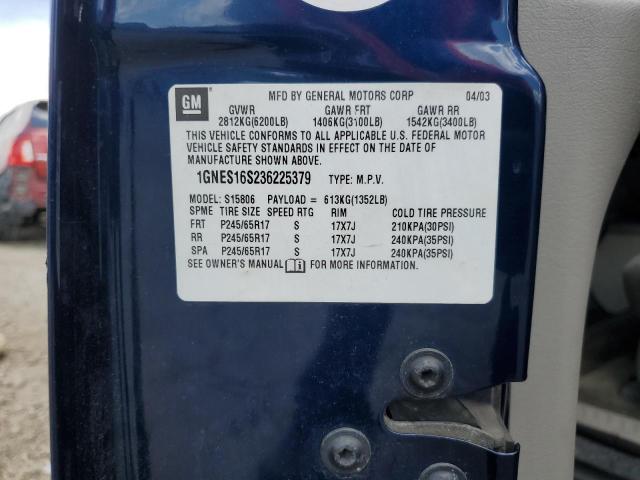 GM
MFD BY GENERAL MOTORS CORP 04/03
GVWR GAWR FRT GAWR RR
2812KG(6200LB) 1406KG(3100LB) 1542KG(3400LB)
THIS VEHICLE CONFORMS TO ALL APPLICABLE U.S. FEDERAL MOTOR
VEHICLE SAFETY STANDARDS IN EFFECT ON THE DATE OF
MANUFACTURE SHOWN ABOVE.
1GNES16S236225379 TYPE: M.P.V.
MODEL: S15806 PAYLOAD = 613KG(1352LB)
SPME TIRE SIZE SPEED RTG RIM COLD TIRE PRESSURE
FRT P245/65R17 S 17X7J 210KPA(30PSI)
RR P245/65R17 S 17X7J 240KPA(35PSI)
SPA P245/65R17 S 17X7J 240KPA(35PSI)
SEE OWNER'S MANUAL FOR MORE INFORMATION.